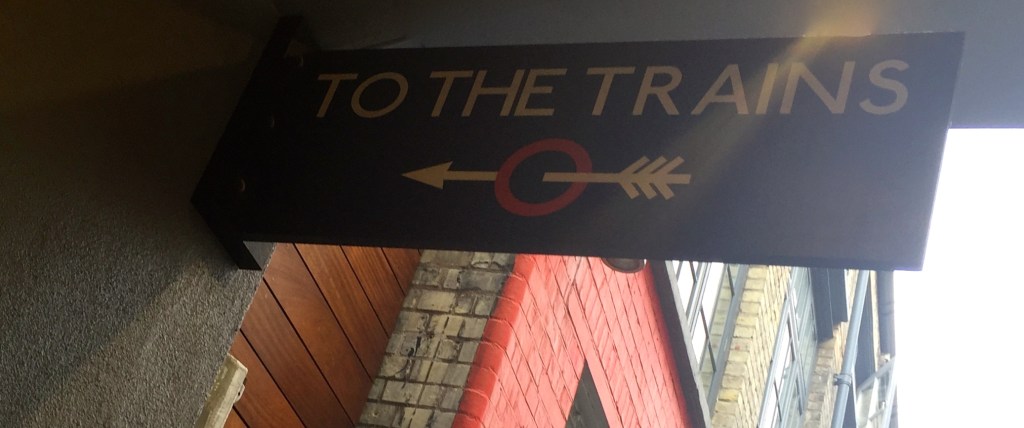 TO THE TRAINS